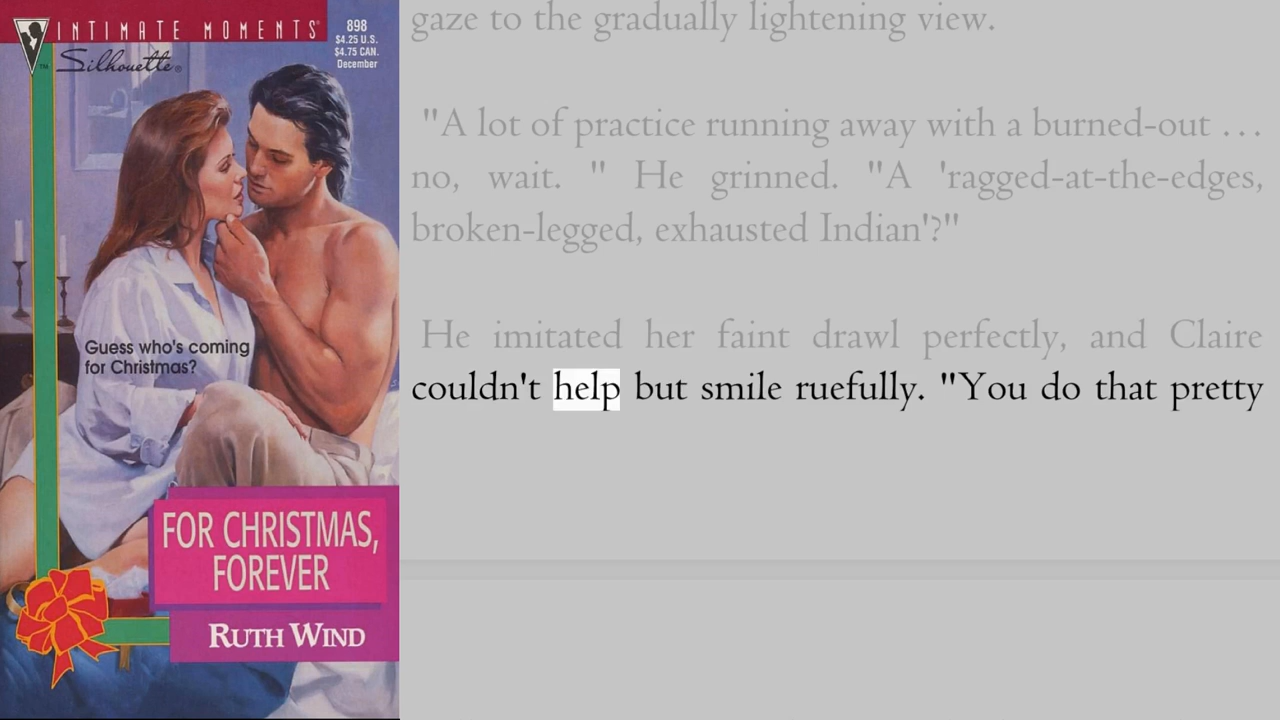 INTIMATE MOMENTS®
898
$4.25 U.S.
$4.75 CAN.
December
™ Silhouette®
Guess who's coming
for Christmas?
FOR CHRISTMAS,
FOREVER
RUTH WIND
gaze to the gradually lightening view.
"A lot of practice running away with a burned-out …
no, wait. " He grinned. "A 'ragged-at-the-edges,
broken-legged, exhausted Indian'?"
He imitated her faint drawl perfectly, and Claire
couldn't help but smile ruefully. "You do that pretty